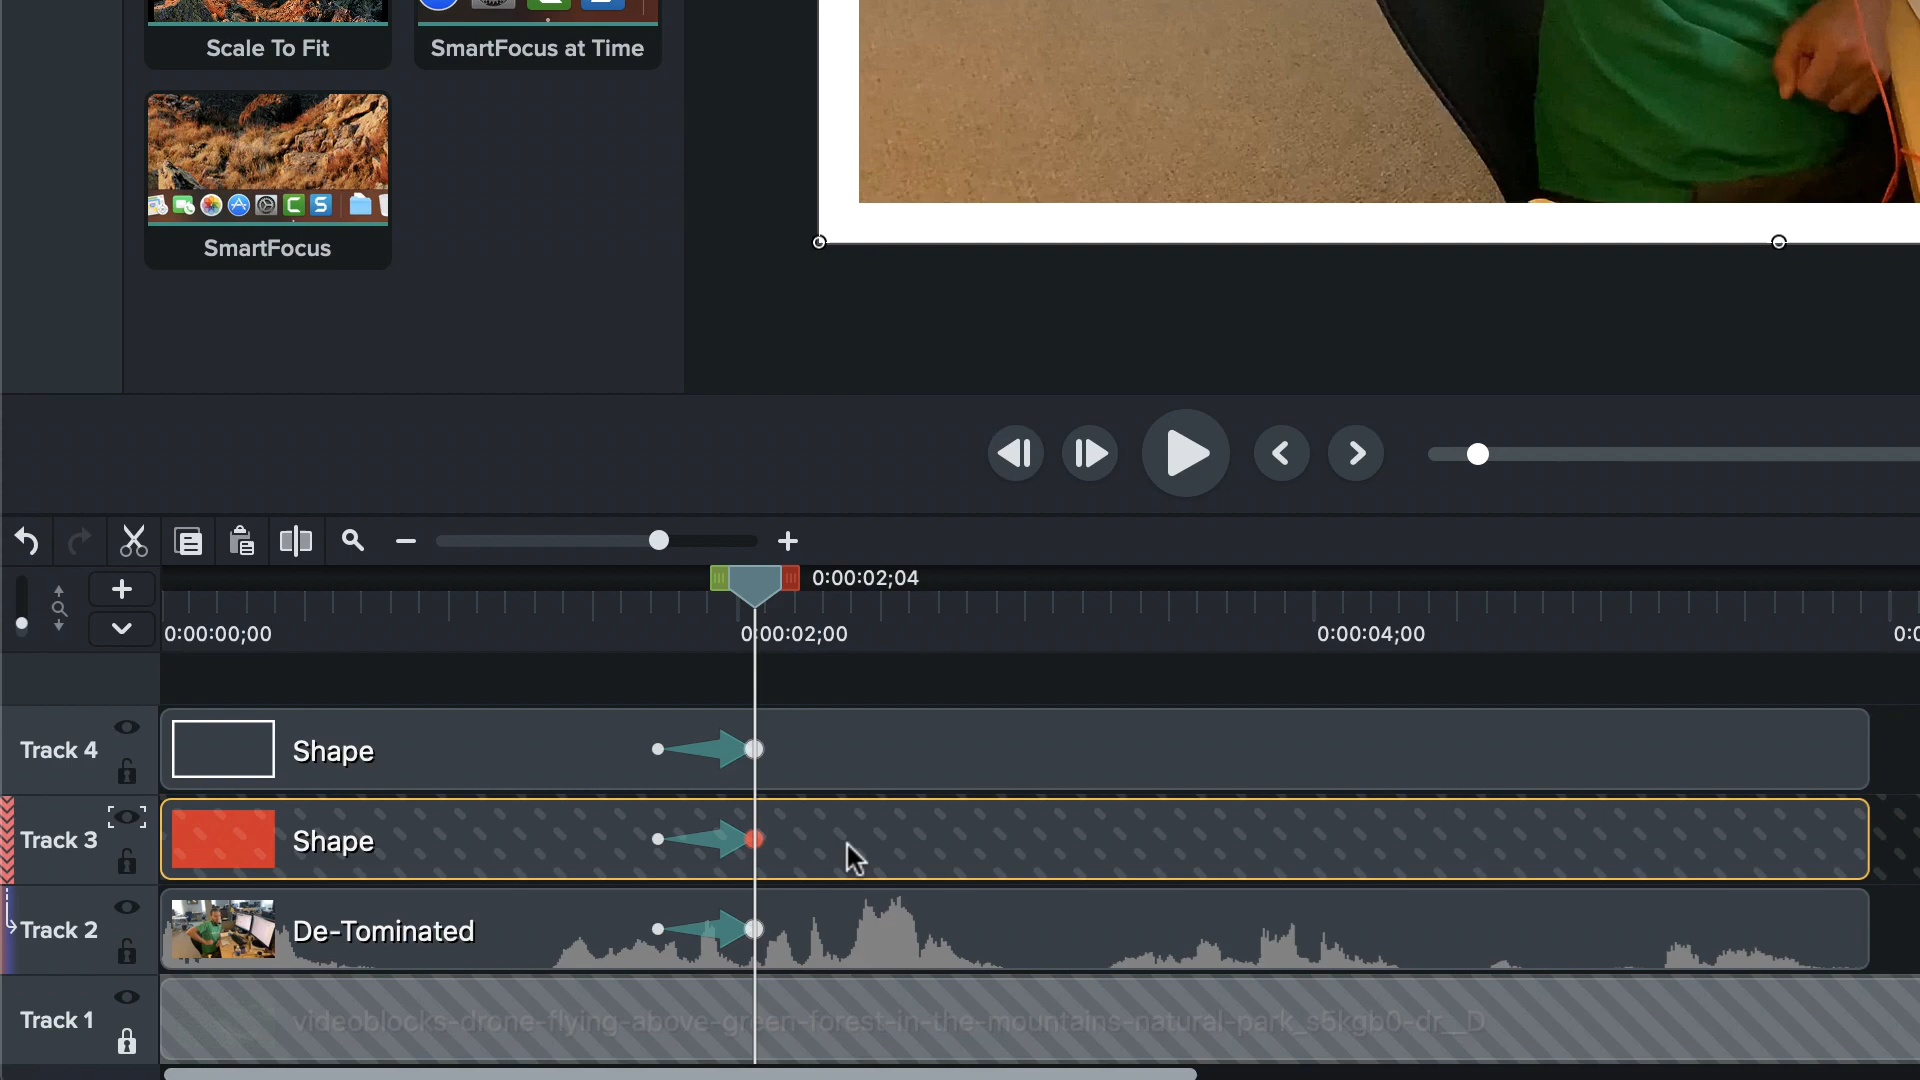 Scale To Fit
SmartFocus at Time
SmartFocus
0:00:02;04
0:00:00;00
0:00:02;00
0:00:04;00
Track 4
Shape
Track 3
Shape
Track 2
De-Tominated
Track 1
videoblocks-drone-flying-above-green-forest-in-the-mountains-natural-park_s5kgb0-dr__D